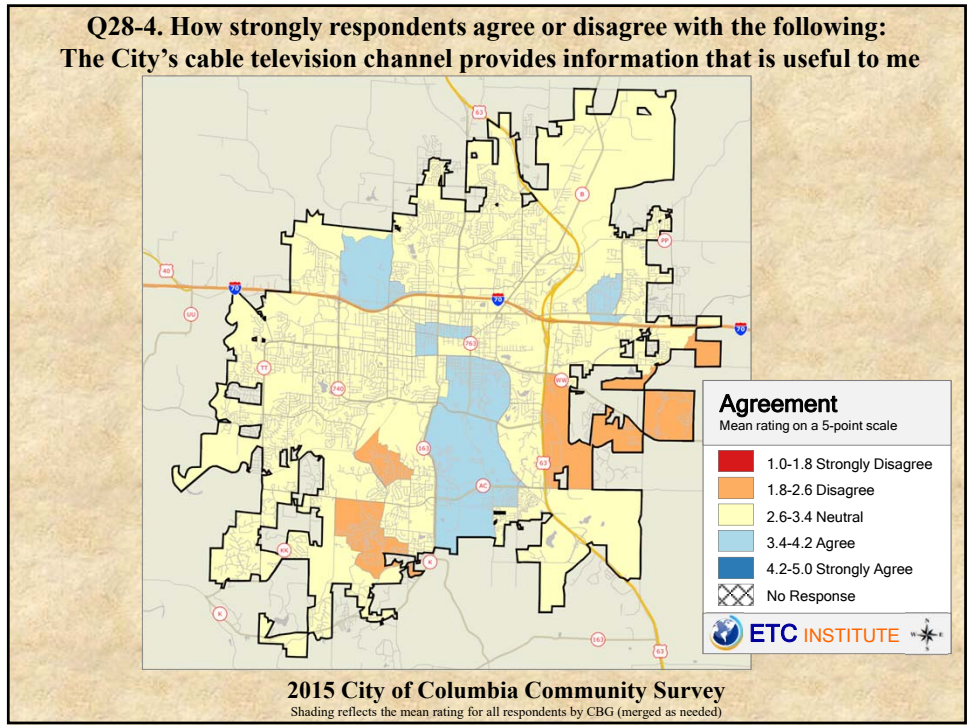 Q28-4. How strongly respondents agree or disagree with the following:
The City's cable television channel provides information that is useful to me
63
B
PP
40
70
70
UU
70
763
TT
740
WW
163
63
AC
KK
K
K
163
63
Agreement
Mean rating on a 5-point scale
1.0-1.8 Strongly Disagree
1.8-2.6 Disagree
2.6-3.4 Neutral
3.4-4.2 Agree
4.2-5.0 Strongly Agree
No Response
ETC INSTITUTE
N
W E
S
2015 City of Columbia Community Survey
Shading reflects the mean rating for all respondents by CBG (merged as needed)